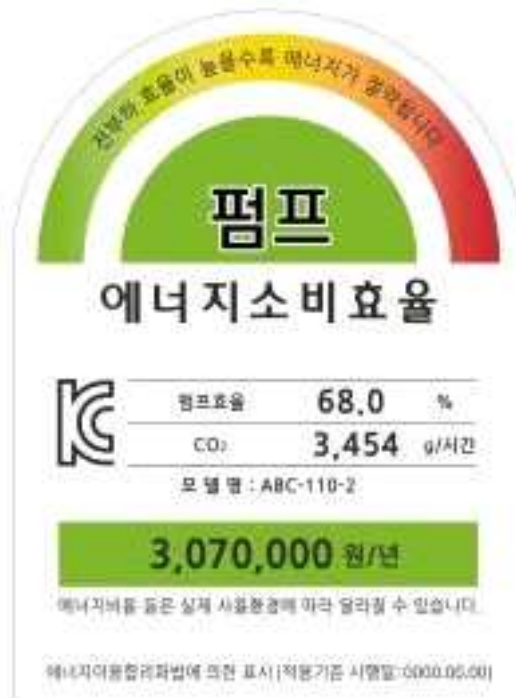 전부하 효율이 높을수록 에너지가 절약됩니다
펌프
에너지소비효율
펌프효율 68.0 %
CO₂ 3,454 g/시간
모델명 : ABC-110-2
3,070,000 원/년
에너지비용 등은 실제 사용환경에 따라 달라질 수 있습니다.
에너지이용합리화법에 의한 표시 (적용기준 시행일: 0000.00.00)